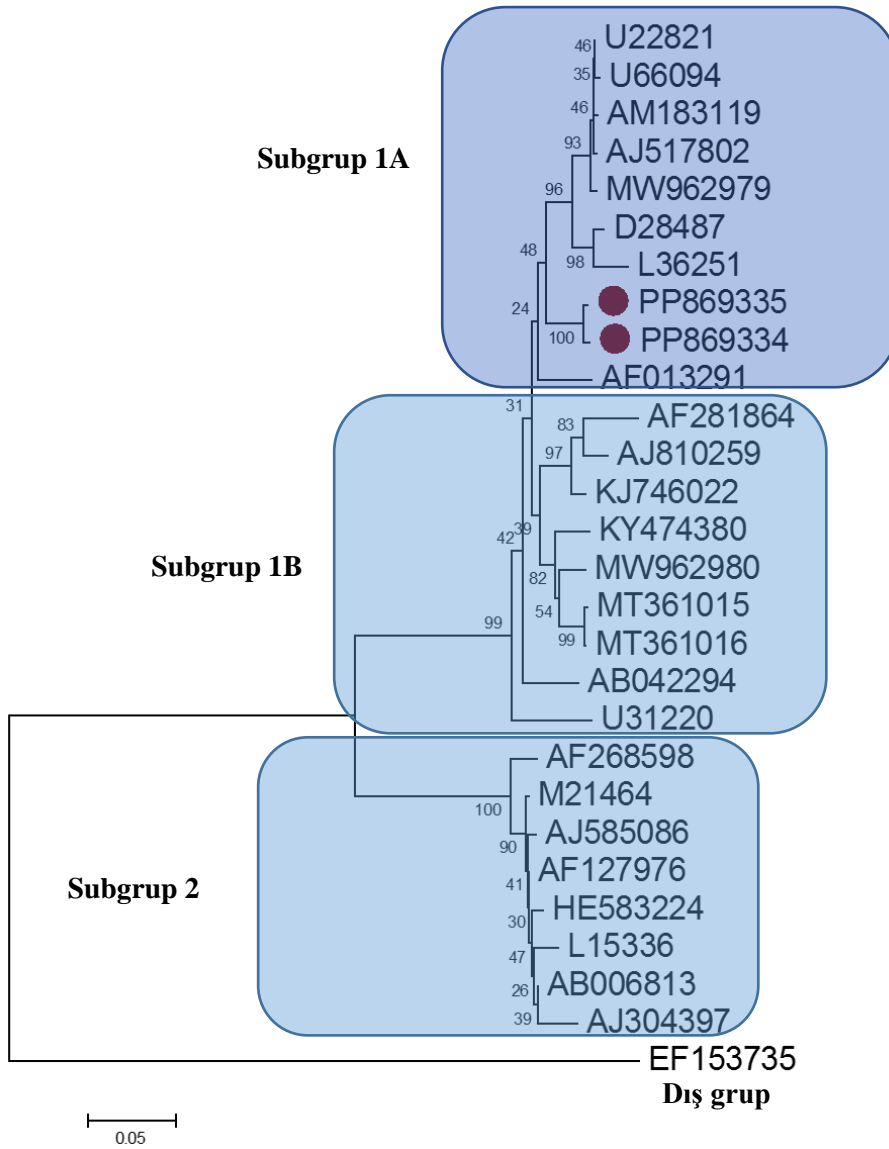 46
U22821
35
U66094
46
AM183119
93
AJ517802
Subgrup 1A
96
MW962979
D28487
48
98
L36251
PP869335
24
100
PP869334
AF013291
31
83
AF281864
97
AJ810259
KJ746022
42
39
KY474380
Subgrup 1B
82
MW962980
54
MT361015
99
99
MT361016
AB042294
U31220
AF268598
100
M21464
90
AJ585086
41
AF127976
Subgrup 2
30
HE583224
47
L15336
26
AB006813
39
AJ304397
EF153735
Dış grup
0.05